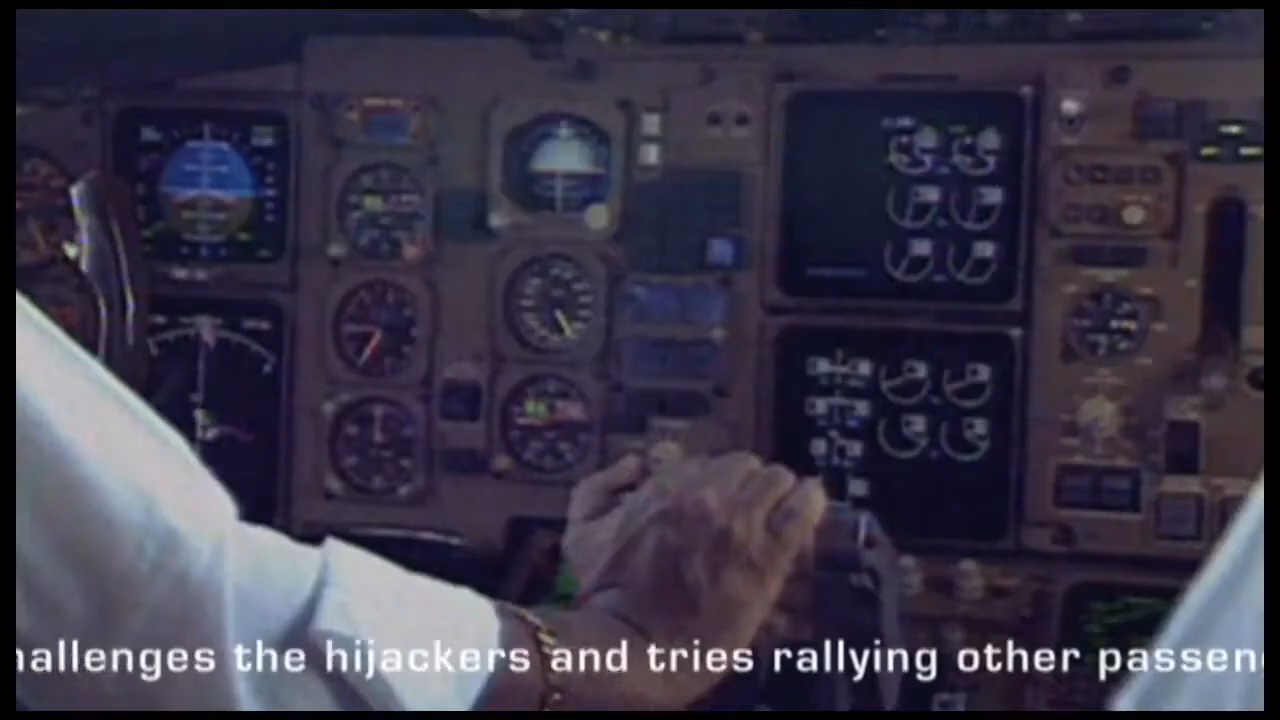 hallenges the hijackers and tries rallying other passen